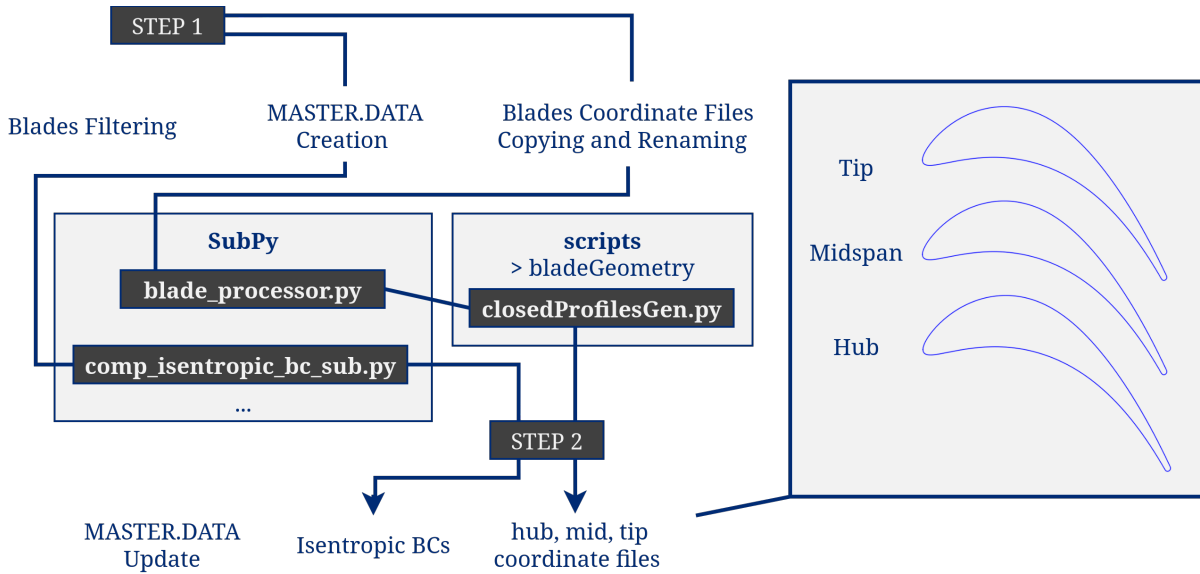 STEP 1
Blades Filtering
MASTER.DATA
Creation
Blades Coordinate Files
Copying and Renaming
SubPy
blade_processor.py
comp_isentropic_bc_sub.py
...
scripts
> bladeGeometry
closedProfilesGen.py
STEP 2
MASTER.DATA
Update
Isentropic BCs
hub, mid, tip
coordinate files
Tip
Midspan
Hub